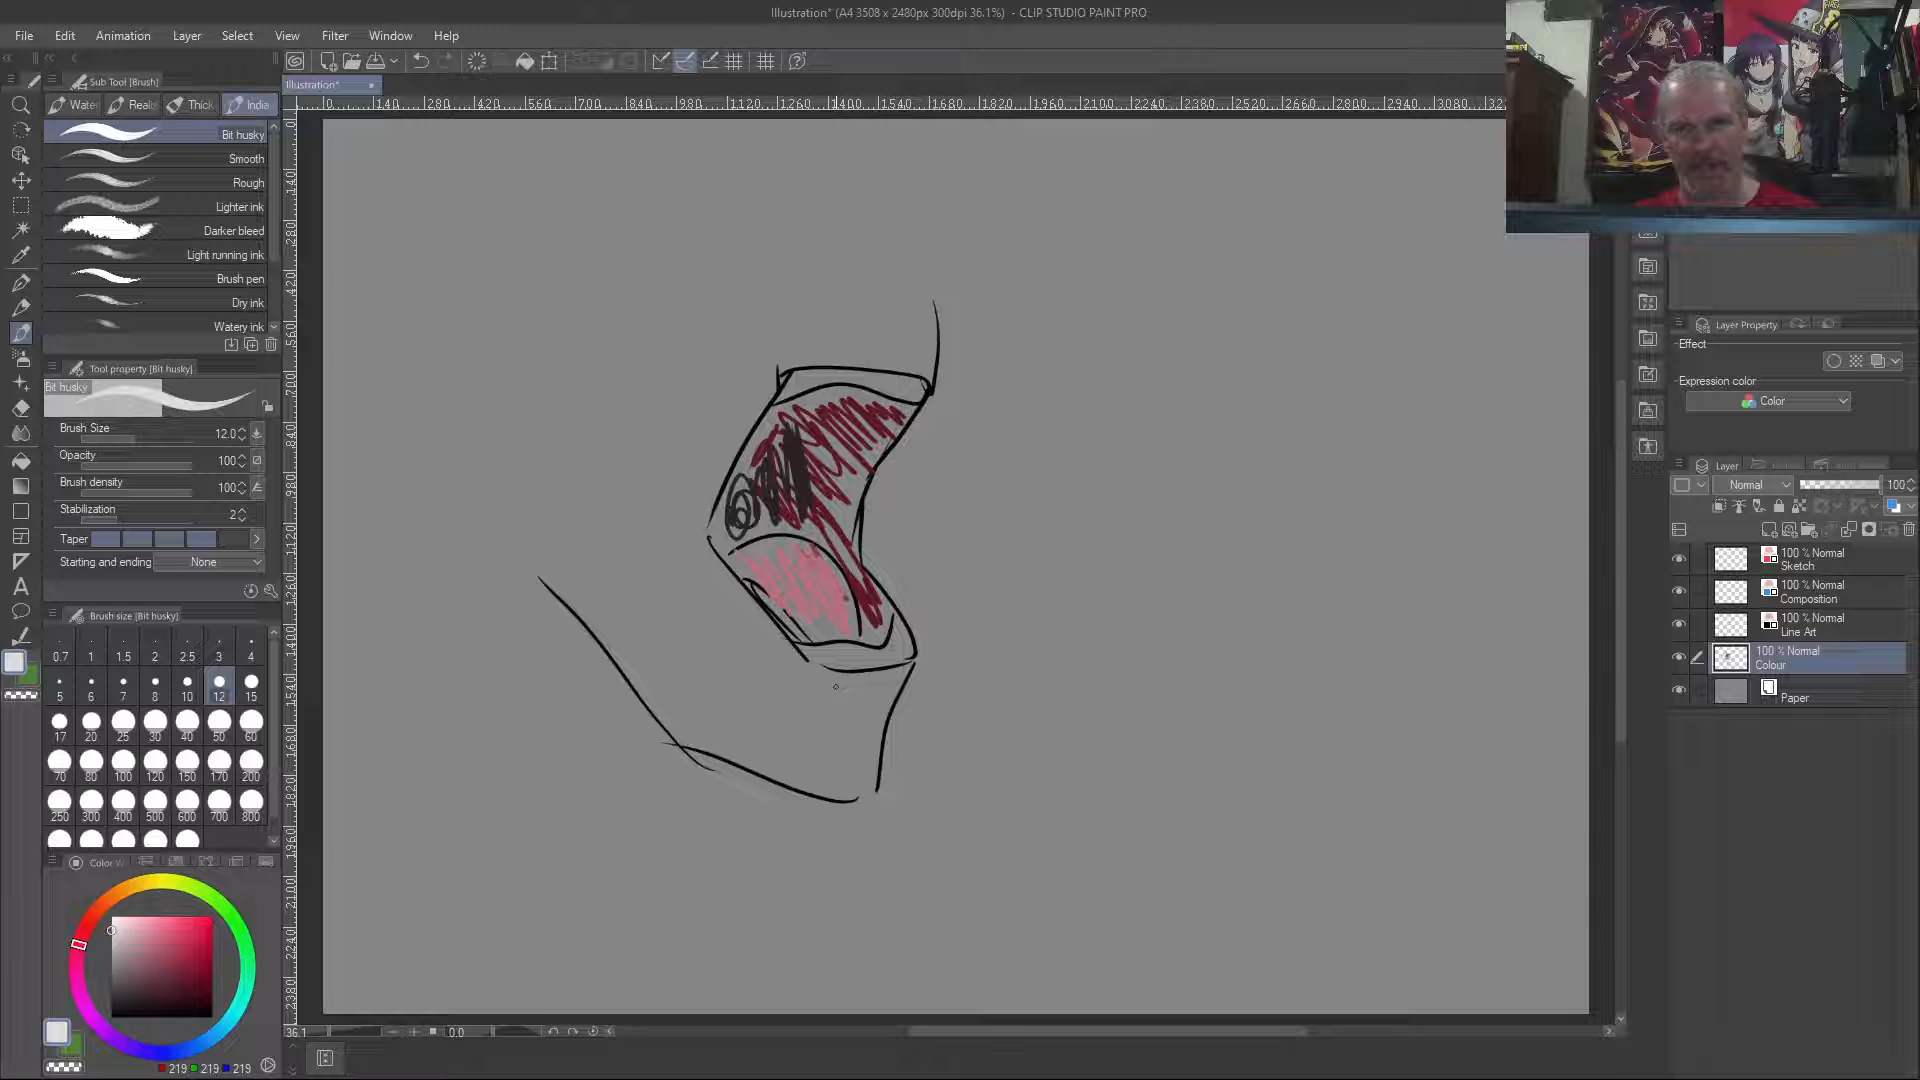 Illustration* (A4 3508 x 2480px 300dpi 36.1%) - CLIP STUDIO PAINT PRO
File Edit Animation Layer Select View Filter Window Help
Sub Tool [Brush]
Illustration*
Thick
India
Bit husky
Smooth
Rough
Lighter ink
Darker bleed
Light running ink
Brush pen
Dry ink
Watery ink
Tool property [Bit husky]
Bit husky
Brush Size 12.0
Opacity 100
Brush density 100
Stabilization 2
Taper
Starting and ending None
Brush size [Bit husky]
0.7 1 1.5 2 2.5 3 4
5 6 7 8 10 12 15
17 20 25 30 40 50 60
70 80 100 120 150 170 200
250 300 400 500 600 700 800
Color W
219 219 219
36.1
0.0
Layer Property
Effect
Expression color
Color
Layer
Normal 100
100 % Normal
Sketch
100 % Normal
Composition
100 % Normal
Line Art
100 % Normal
Colour
Paper